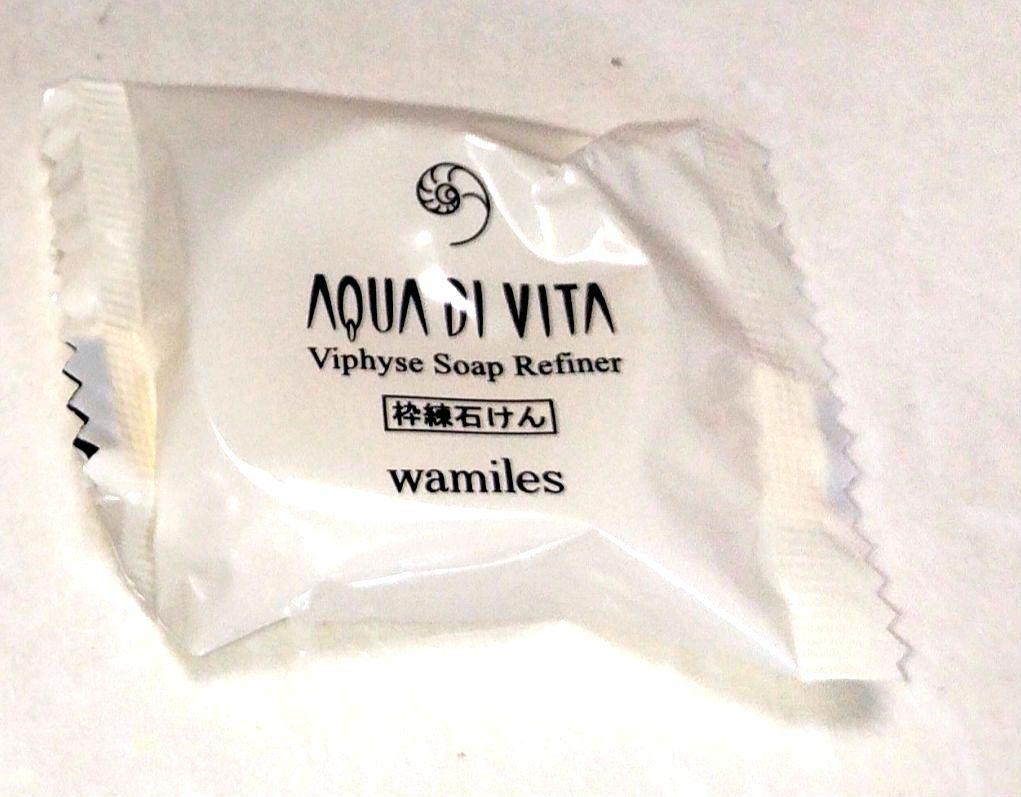 AQUA DI VITA
Viphyse Soap Refiner
枠練石けん
wamiles